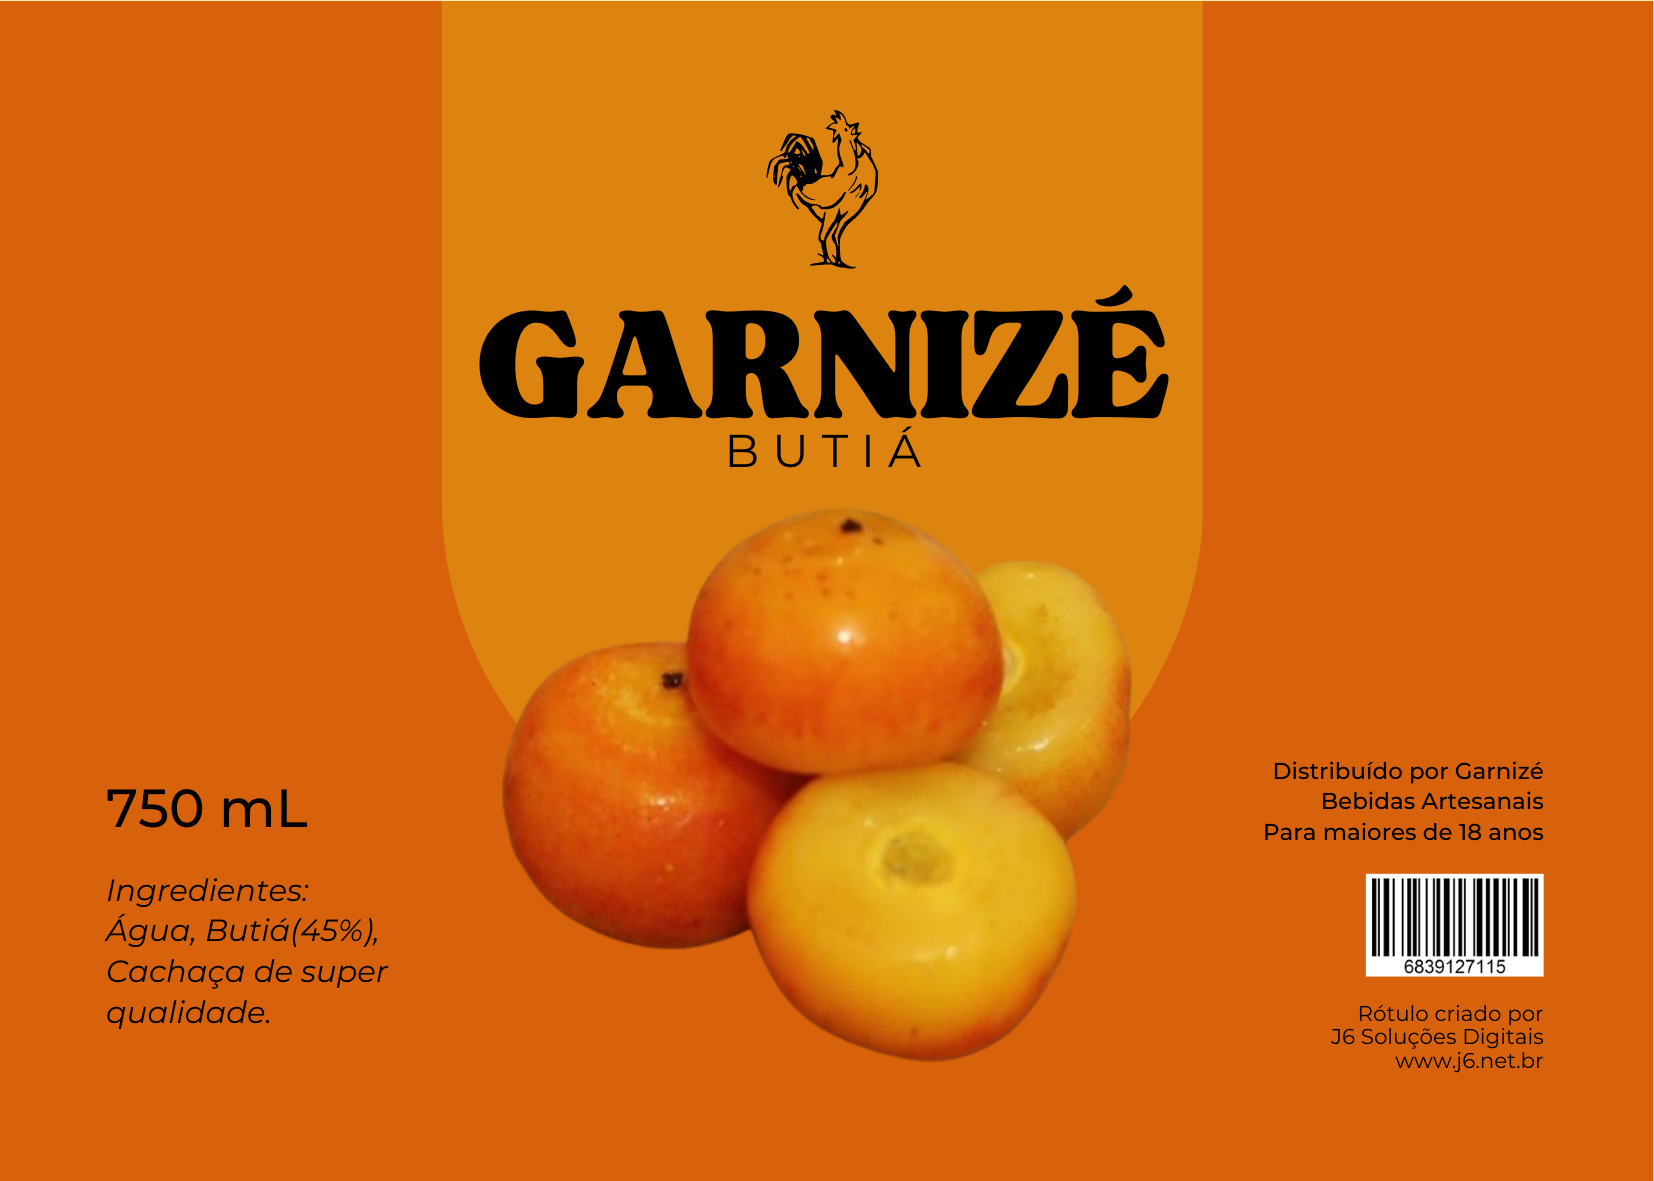 GARNIZÉ
BUTIÁ
750 mL
Ingredientes:
Água, Butiá(45%),
Cachaça de super
qualidade.
Distribuído por Garnizé
Bebidas Artesanais
Para maiores de 18 anos
6839127115
Rótulo criado por
J6 Soluções Digitais
www.j6.net.br